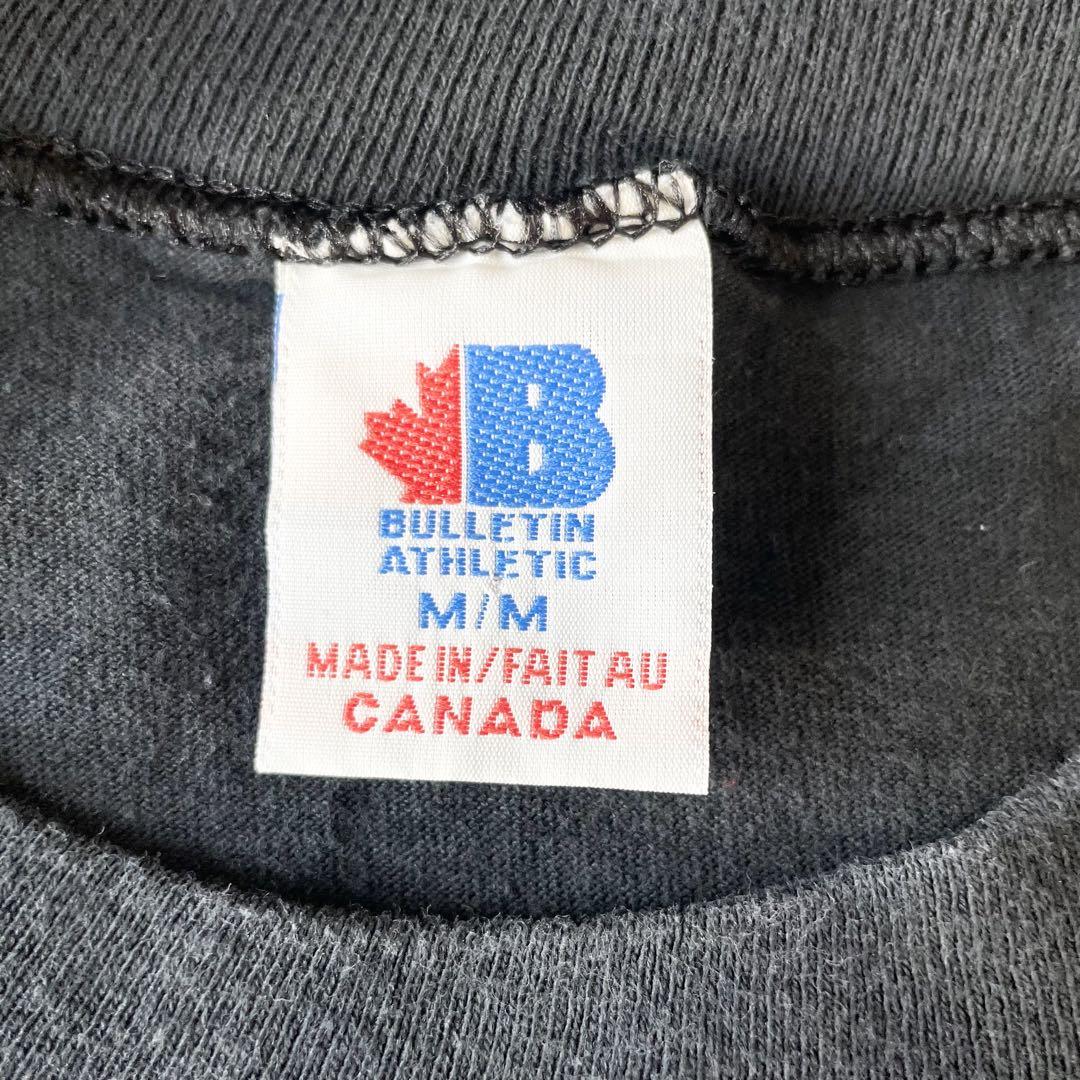 B
BULLETIN
ATHLETIC
M/M
MADE IN/FAIT AU
CANADA